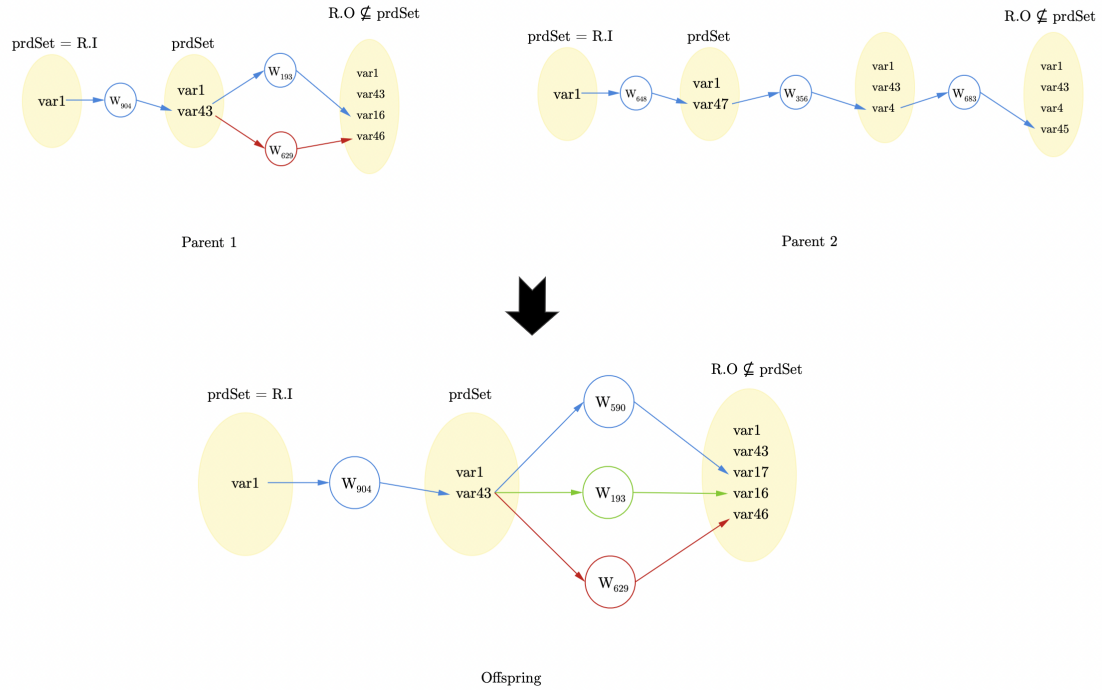 prdSet = R.I
prdSet
R.O ⊈ prdSet
var1
W904
var1
var43
W193
W629
var1
var43
var16
var46
Parent 1
prdSet = R.I
prdSet
R.O ⊈ prdSet
var1
W648
var1
var47
W356
var1
var43
var4
W683
var1
var43
var4
var45
Parent 2
prdSet = R.I
prdSet
R.O ⊈ prdSet
var1
W904
var1
var43
W590
W193
W629
var1
var43
var17
var16
var46
Offspring